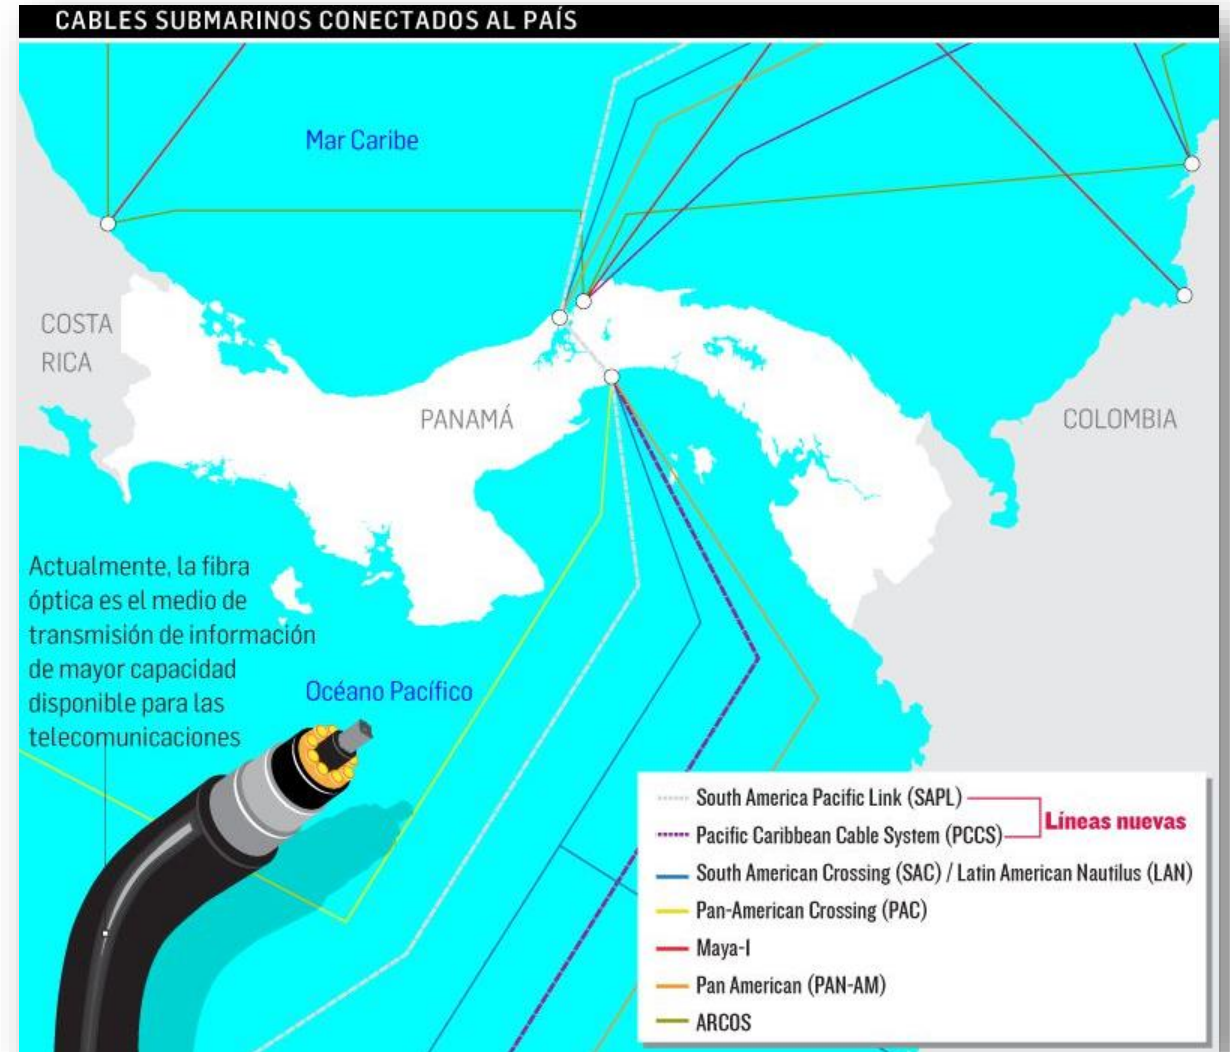 CABLES SUBMARINOS CONECTADOS AL PAÍS
Mar Caribe
COSTA
RICA
PANAMÁ
COLOMBIA
Actualmente, la fibra
óptica es el medio de
transmisión de información
de mayor capacidad
disponible para las
telecomunicaciones
Océano Pacífico
South America Pacific Link (SAPL)
Pacific Caribbean Cable System (PCCS)
Líneas nuevas
South American Crossing (SAC) / Latin American Nautilus (LAN)
Pan-American Crossing (PAC)
Maya-I
Pan American (PAN-AM)
ARCOS